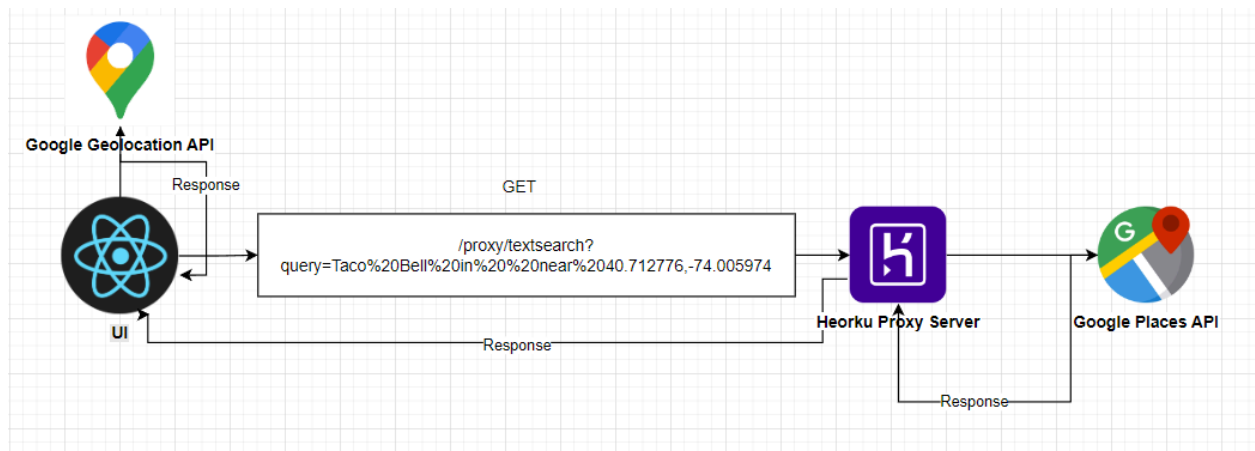 Google Geolocation API
Response
GET
/proxy/textsearch?
query=Taco%20Bell%20in%20%20near%2040.712776,-74.005974
G
UI
Heorku Proxy Server
Google Places API
Response
Response